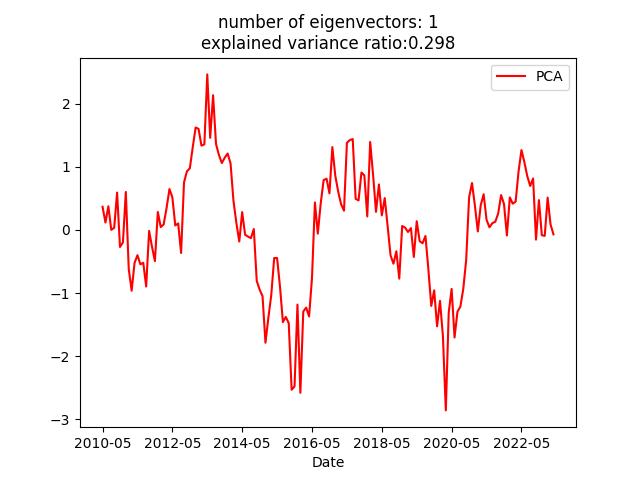 number of eigenvectors: 1
explained variance ratio:0.298
PCA
2
1
0
−1
−2
−3
2010-05 2012-05 2014-05 2016-05 2018-05 2020-05 2022-05
Date